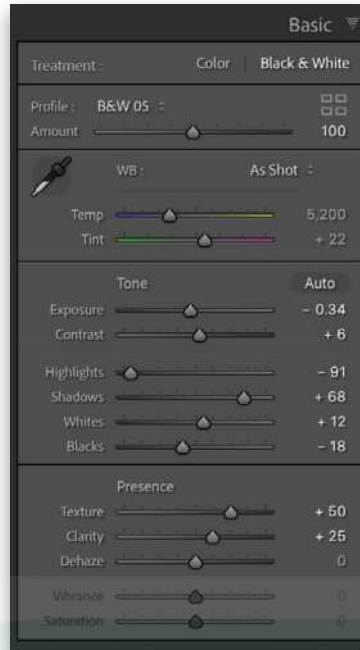 Basic
Treatment : Color Black & White
Profile : B&W 05
Amount 100
WB : As Shot
Temp 5,200
Tint + 22
Tone Auto
Exposure – 0.34
Contrast + 6
Highlights – 91
Shadows + 68
Whites + 12
Blacks – 18
Presence
Texture + 50
Clarity + 25
Dehaze 0
Vibrance 0
Saturation 0